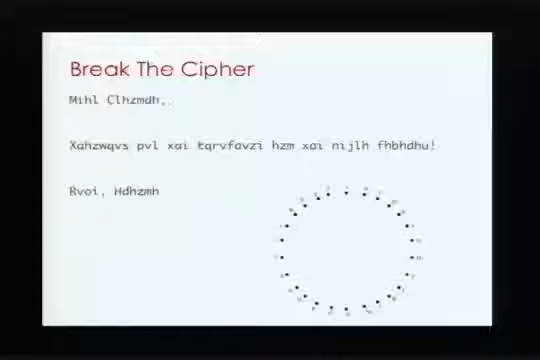 Break The Cipher
Mihl Clhzmdh,
Xahzwqvs pvl xai tqrvfavzi hzm xai nijlh fhbhdhu!
Rvoi, Hdhzmh